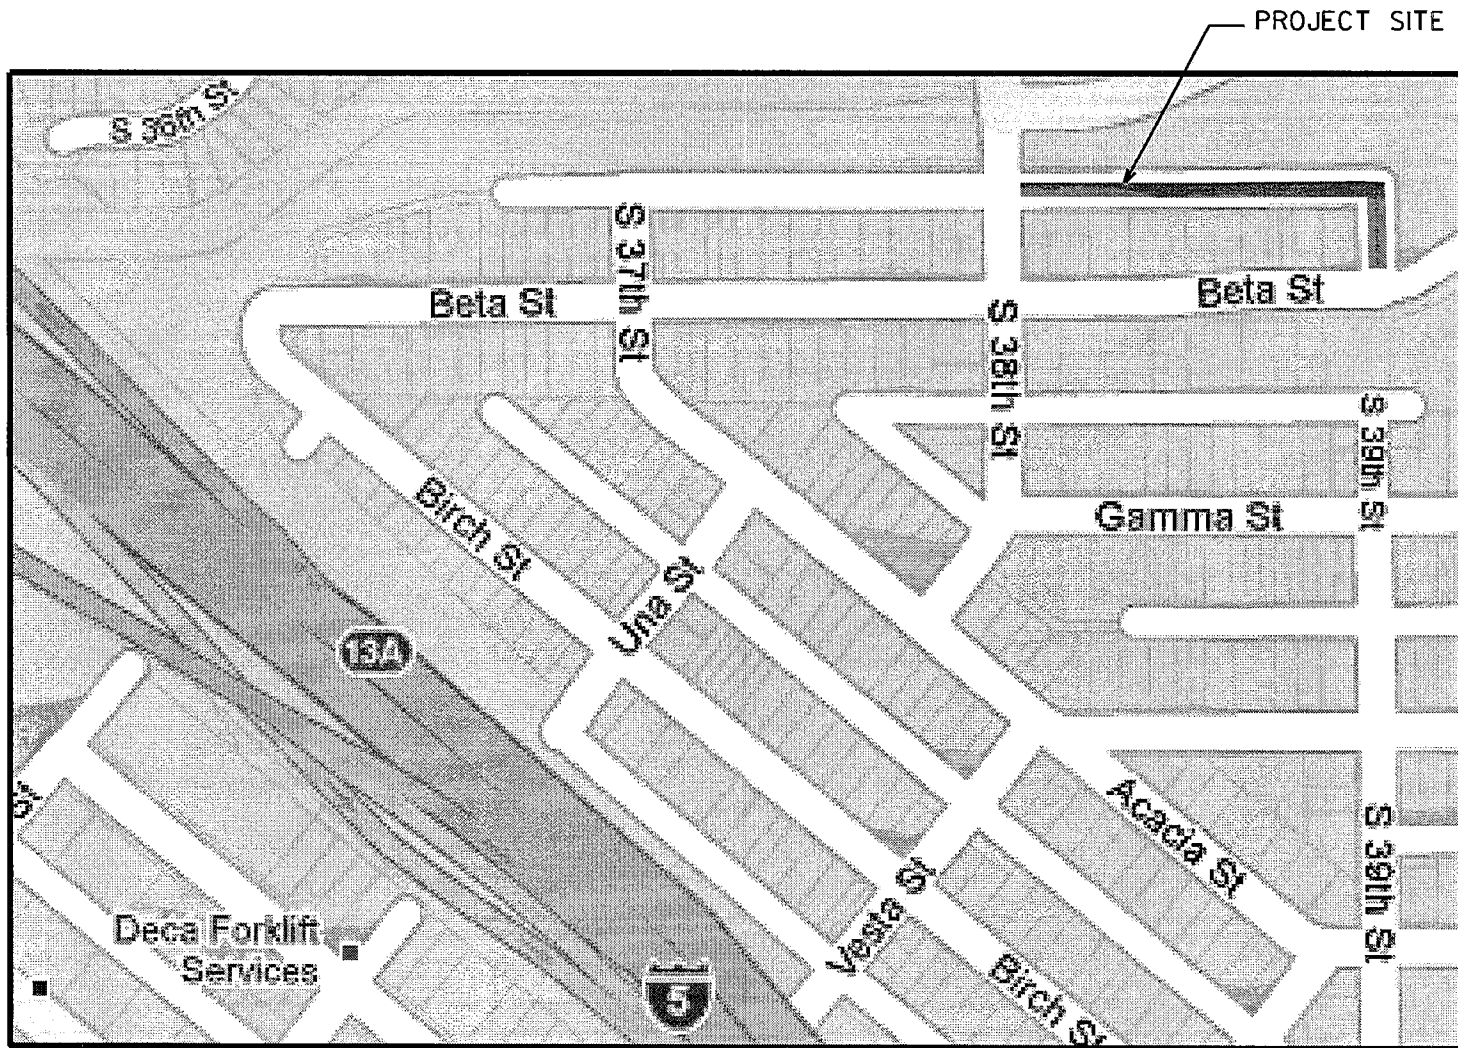 PROJECT SITE
S 36th St
S 37th St
Beta St
Beta St
S 38th St
S 39th St
Gamma St
Birch St
Una St
13A
Acacia St
S 39th St
Vesta St
Birch St
St
Deca Forklift
Services
5